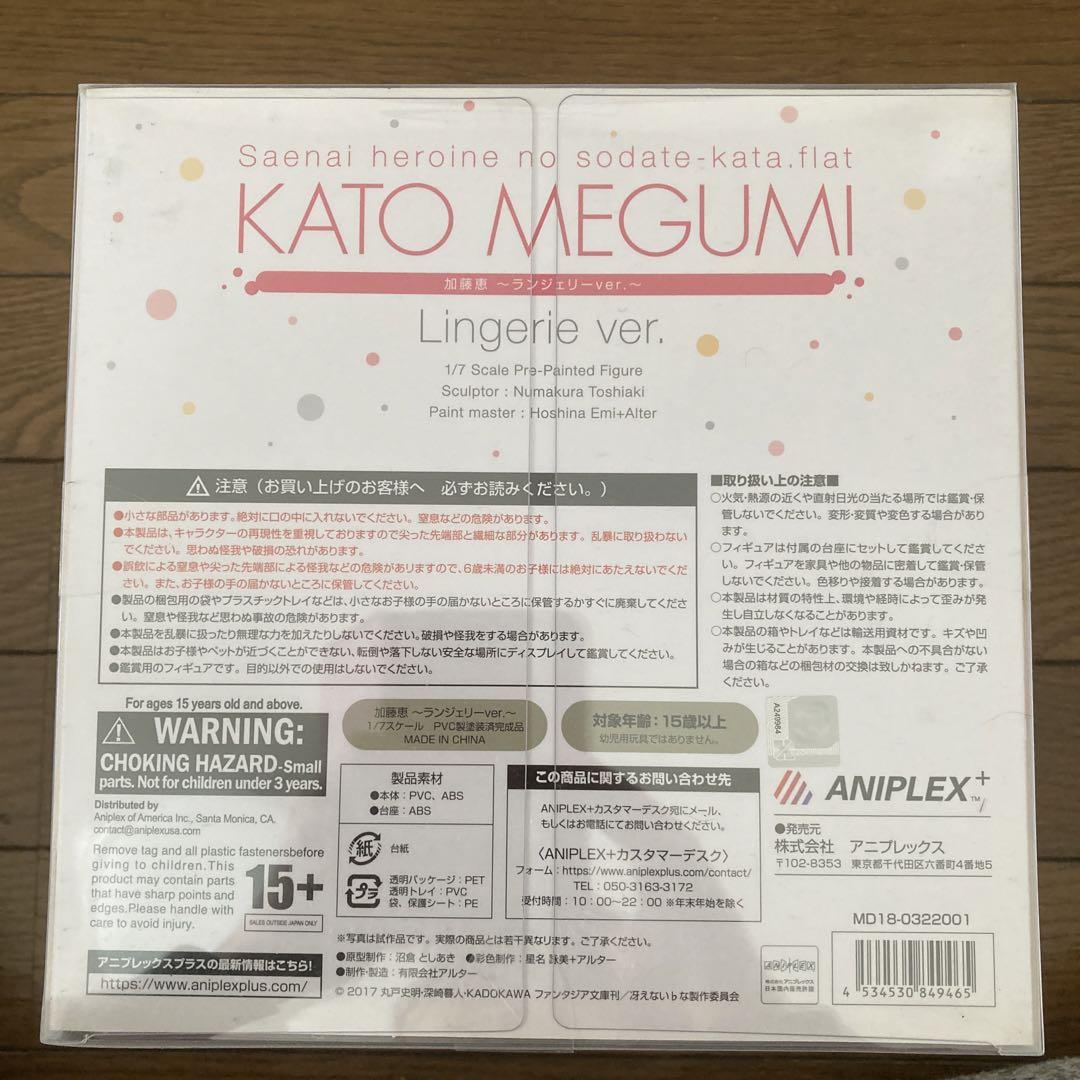 Saenai heroine no sodate-kata.flat
KATO MEGUMI
加藤恵 ～ランジェリーver.～
Lingerie ver.
1/7 Scale Pre-Painted Figure
Sculptor : Numakura Toshiaki
Paint master : Hoshina Emi+Alter
注意（お買い上げのお客様へ 必ずお読みください。）
●小さな部品があります。絶対に口の中に入れないでください。窒息などの危険があります。
●本製品は、キャラクターの再現性を重視しておりますので尖った先端部と繊細な部分があります。乱暴に取り扱わない
でください。思わぬ怪我や破損の恐れがあります。
●誤飲による窒息や尖った先端部による怪我などの危険がありますので、6歳未満のお子様には絶対にあたえないでくだ
さい。また、お子様の手の届かないところに保管してください。
●製品の梱包用の袋やプラスチックトレイなどは、小さなお子様の手の届かないところに保管するかすぐに廃棄してくださ
い。窒息や怪我など思わぬ事故の危険があります。
●本製品を乱暴に扱ったり無理な力を加えたりしないでください。破損や怪我をする場合があります。
●本製品はお子様やペットが近づくことができない、転倒や落下しない安全な場所にディスプレイして鑑賞してください。
●鑑賞用のフィギュアです。目的以外での使用はしないでください。
■取り扱い上の注意■
○火気・熱源の近くや直射日光の当たる場所では鑑賞・保
管しないでください。変形・変質や変色する場合があり
ます。
○フィギュアは付属の台座にセットして鑑賞してくださ
い。フィギュアを家具や他の物品に密着して鑑賞・保管
しないでください。色移りや接着する場合があります。
○本製品は材質の特性上、環境や経時によって歪みが発
生し自立しなくなることがあります。
○本製品の箱やトレイなどは輸送用資材です。キズや凹
みが生じることがあります。本製品への不具合がない
場合の箱などの梱包材の交換は致しかねます。ご了承
ください。
For ages 15 years old and above.
WARNING:
CHOKING HAZARD-Small
parts. Not for children under 3 years.
Distributed by
Aniplex of America Inc., Santa Monica, CA.
contact@aniplexusa.com
Remove tag and all plastic fastenersbefore
giving to children.This
product may contain parts
that have sharp points and
edges.Please handle with
care to avoid injury.
15+
SALES OUTSIDE JAPAN ONLY
アニプレックスプラスの最新情報はこちら!
https://www.aniplexplus.com/
加藤恵 ～ランジェリーver.～
1/7スケール PVC製塗装済完成品
MADE IN CHINA
対象年齢：15歳以上
幼児用玩具ではありません。
A240984
製品素材
●本体：PVC、ABS
●台座：ABS
紙 台紙
プラ
透明パッケージ：PET
透明トレイ：PVC
袋、保護シート：PE
この商品に関するお問い合わせ先
ANIPLEX+カスタマーデスク宛にメール、
もしくはお電話にてお問い合わせください。
〈ANIPLEX+カスタマーデスク〉
フォーム：https://www.aniplexplus.com/contact/
TEL：050-3163-3172
受付時間：10：00～22：00 ※年末年始を除く
ANIPLEX+™
●発売元
株式会社 アニプレックス
〒102-8353 東京都千代田区六番町4番地5
MD18-0322001
※写真は試作品です。実際の商品とは若干異なります。ご了承ください。
●原型制作：沼倉 としあき ●彩色制作：星名 詠美+アルター
●制作・製造：有限会社アルター
© 2017 丸戸史明・深崎暮人・KADOKAWA ファンタジア文庫刊／冴えない♭な製作委員会
ANIPLEX
株式会社 アニプレックス
日本国内販売許諾
4 534530 849465